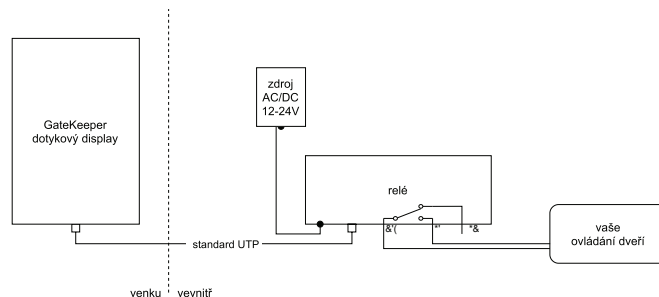 zdroj
AC/DC
12-24V
GateKeeper
dotykový display
relé
&'( *' *&
vaše
ovládání dveří
standard UTP
venku vevnitř